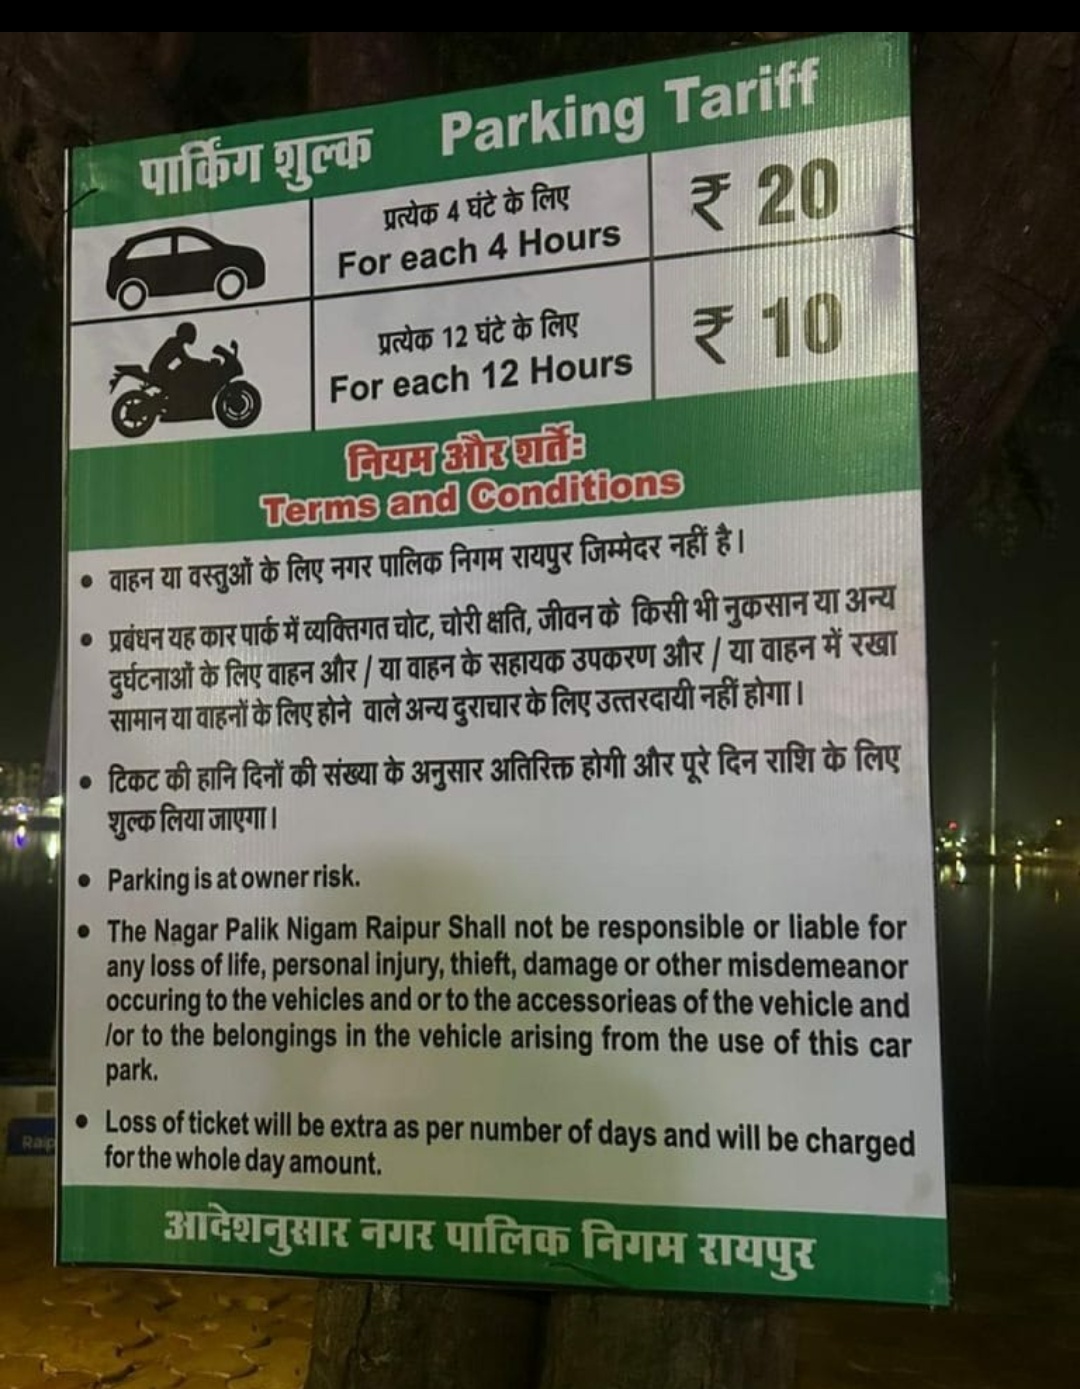 पार्किंग शुल्क Parking Tariff
प्रत्येक 4 घंटे के लिए
For each 4 Hours
₹ 20
प्रत्येक 12 घंटे के लिए
For each 12 Hours
₹ 10
नियम और शर्तेः
Terms and Conditions
• वाहन या वस्तुओं के लिए नगर पालिक निगम रायपुर जिम्मेदर नहीं है।
• प्रबंधन यह कार पार्क में व्यक्तिगत चोट, चोरी क्षति, जीवन के किसी भी नुकसान या अन्य
दुर्घटनाओं के लिए वाहन और / या वाहन के सहायक उपकरण और / या वाहन में रखा
सामान या वाहनों के लिए होने वाले अन्य दुराचार के लिए उत्तरदायी नहीं होगा।
• टिकट की हानि दिनों की संख्या के अनुसार अतिरिक्त होगी और पूरे दिन राशि के लिए
शुल्क लिया जाएगा।
• Parking is at owner risk.
• The Nagar Palik Nigam Raipur Shall not be responsible or liable for
any loss of life, personal injury, thieft, damage or other misdemeanor
occuring to the vehicles and or to the accessorieas of the vehicle and
/or to the belongings in the vehicle arising from the use of this car
park.
• Loss of ticket will be extra as per number of days and will be charged
for the whole day amount.
आदेशनुसार नगर पालिक निगम रायपुर
Raip